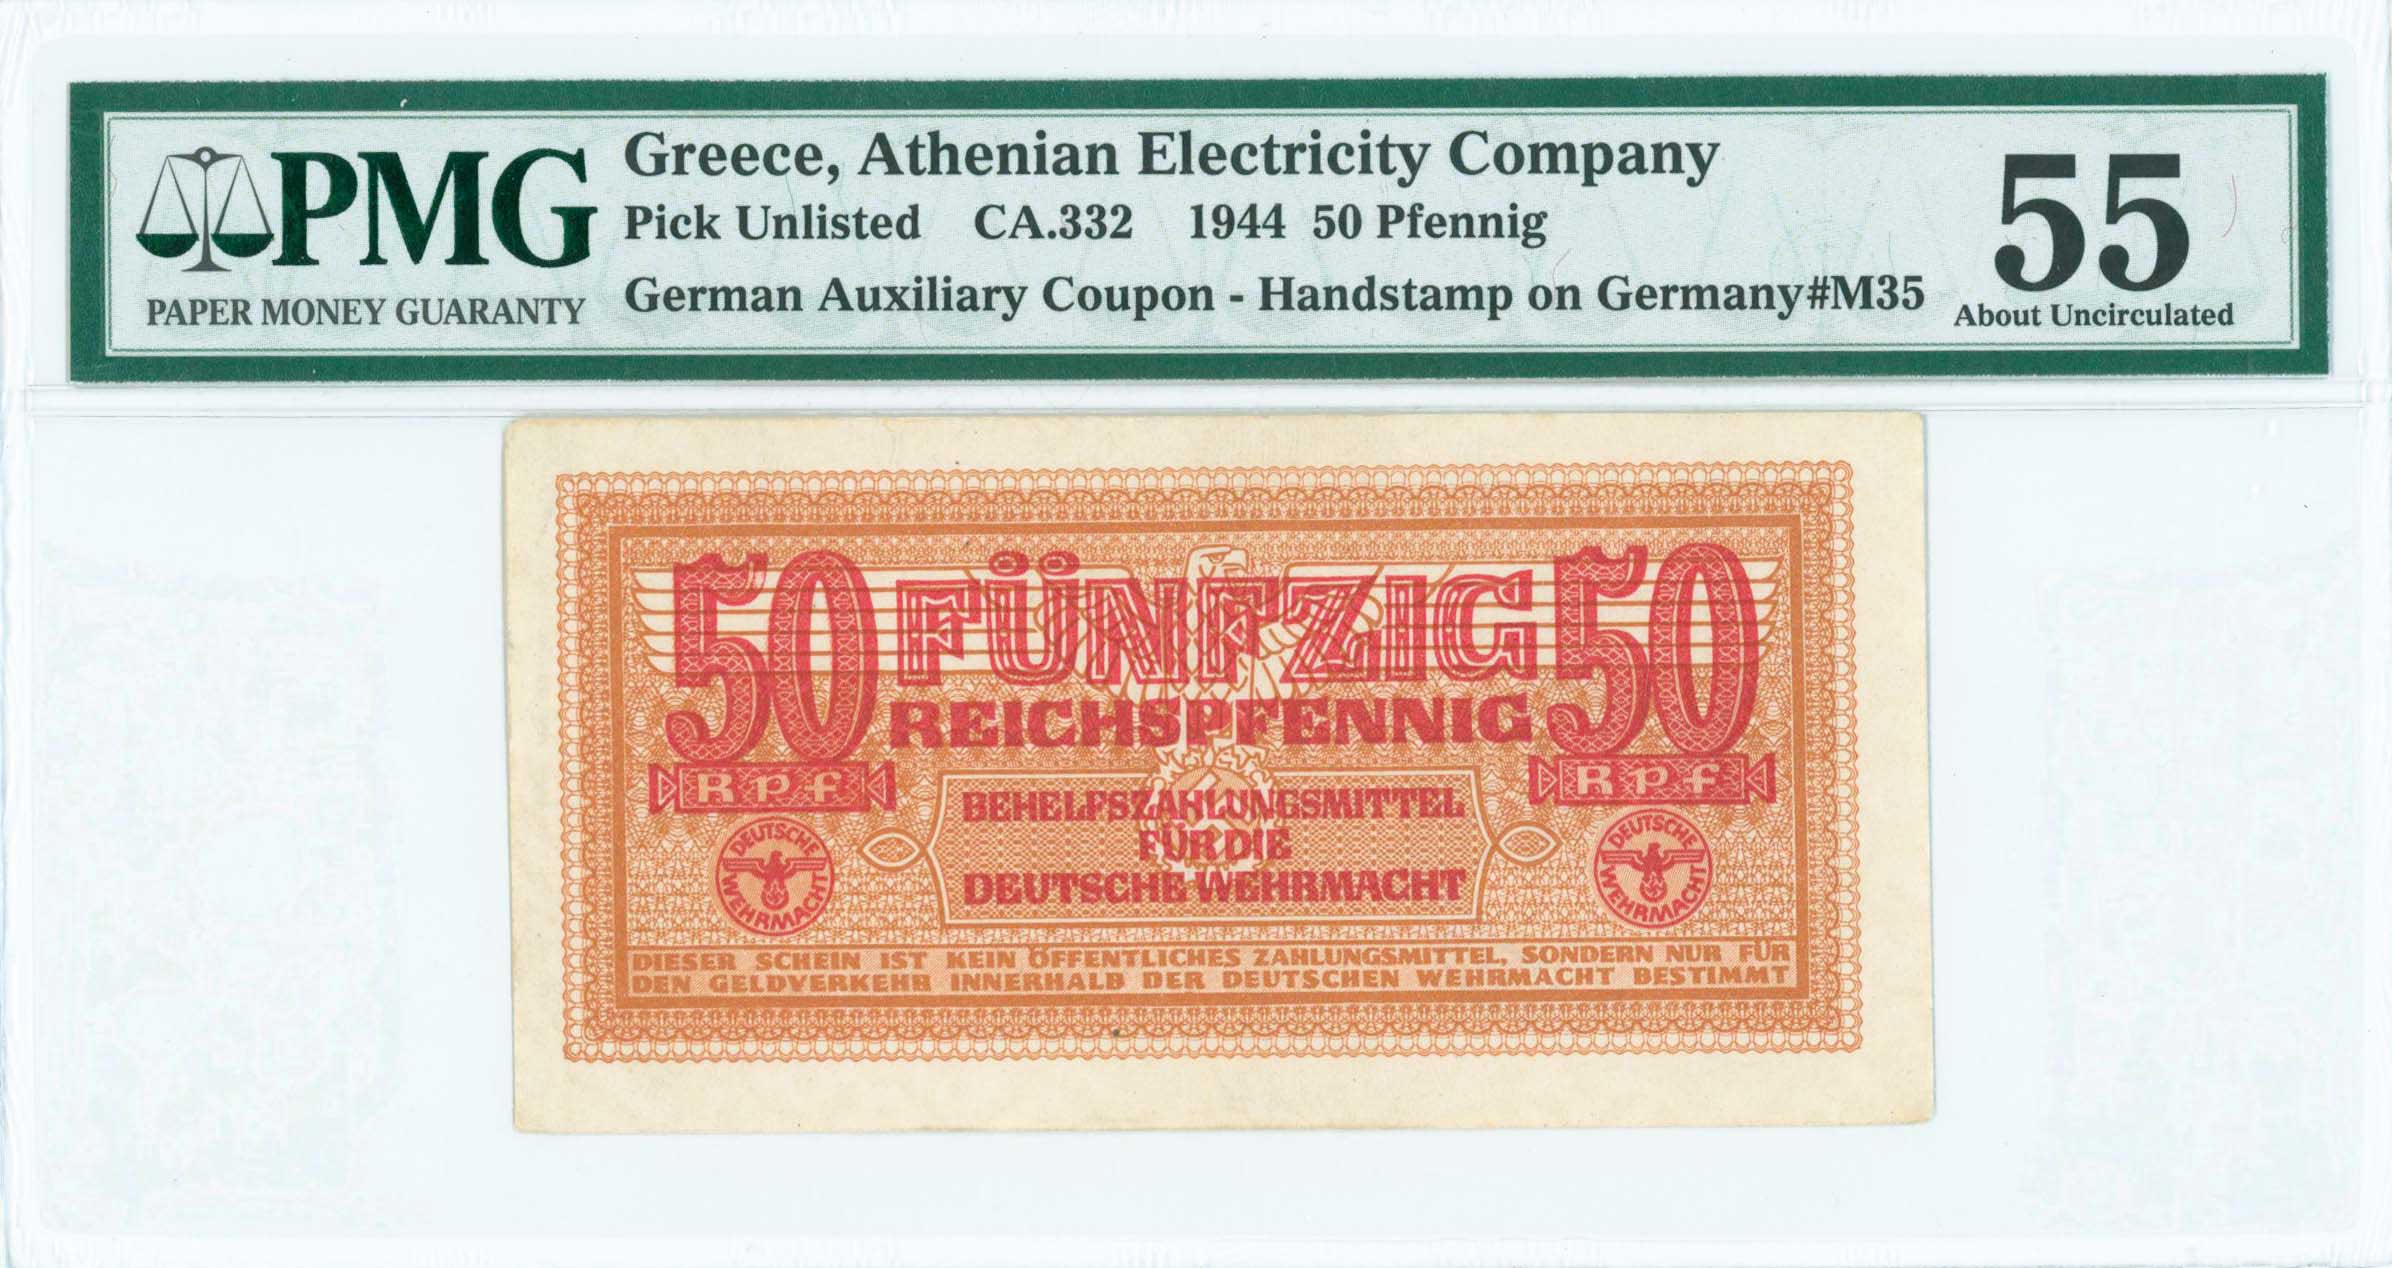 PMG
PAPER MONEY GUARANTY
Greece, Athenian Electricity Company
Pick Unlisted CA.332 1944 50 Pfennig
German Auxiliary Coupon - Handstamp on Germany#M35
55
About Uncirculated
50 FÜNFZIG 50
REICHSPFENNIG
Rpf Rpf
BEHELFSZAHLUNGSMITTEL
FÜR DIE
DEUTSCHE WEHRMACHT
DEUTSCHE WEHRMACHT
DEUTSCHE WEHRMACHT
DIESER SCHEIN IST KEIN ÖFFENTLICHES ZAHLUNGSMITTEL, SONDERN NUR FÜR
DEN GELDVERKEHR INNERHALB DER DEUTSCHEN WEHRMACHT BESTIMMT